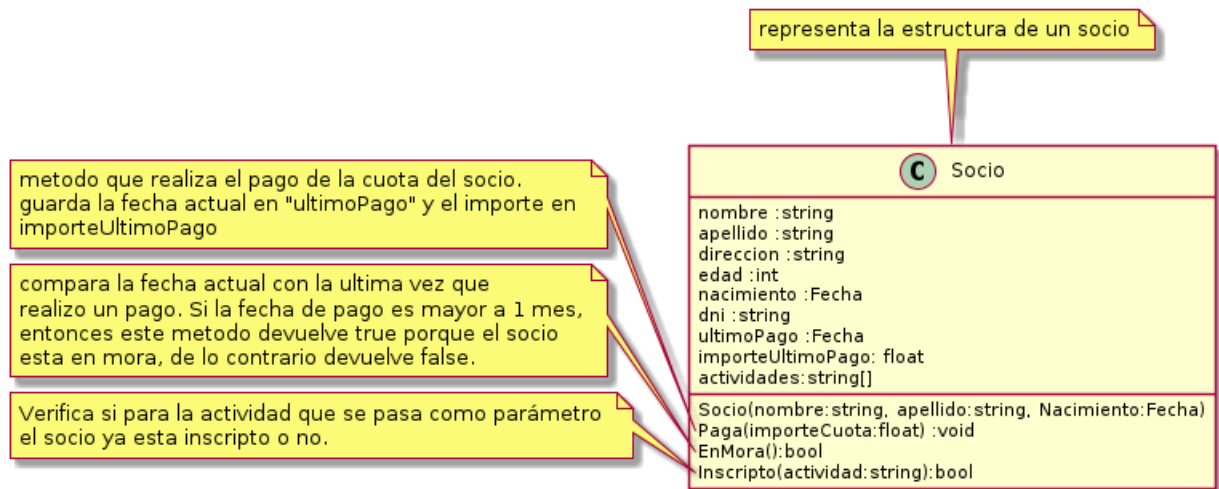 representa la estructura de un socio
metodo que realiza el pago de la cuota del socio.
guarda la fecha actual en "ultimoPago" y el importe en
importeUltimoPago
compara la fecha actual con la ultima vez que
realizo un pago. Si la fecha de pago es mayor a 1 mes,
entonces este metodo devuelve true porque el socio
esta en mora, de lo contrario devuelve false.
Verifica si para la actividad que se pasa como parámetro
el socio ya esta inscripto o no.
C Socio
nombre :string
apellido :string
direccion :string
edad :int
nacimiento :Fecha
dni :string
ultimoPago :Fecha
importeUltimoPago: float
actividades:string[]
Socio(nombre:string, apellido:string, Nacimiento:Fecha)
Paga(importeCuota:float) :void
EnMora():bool
Inscripto(actividad:string):bool